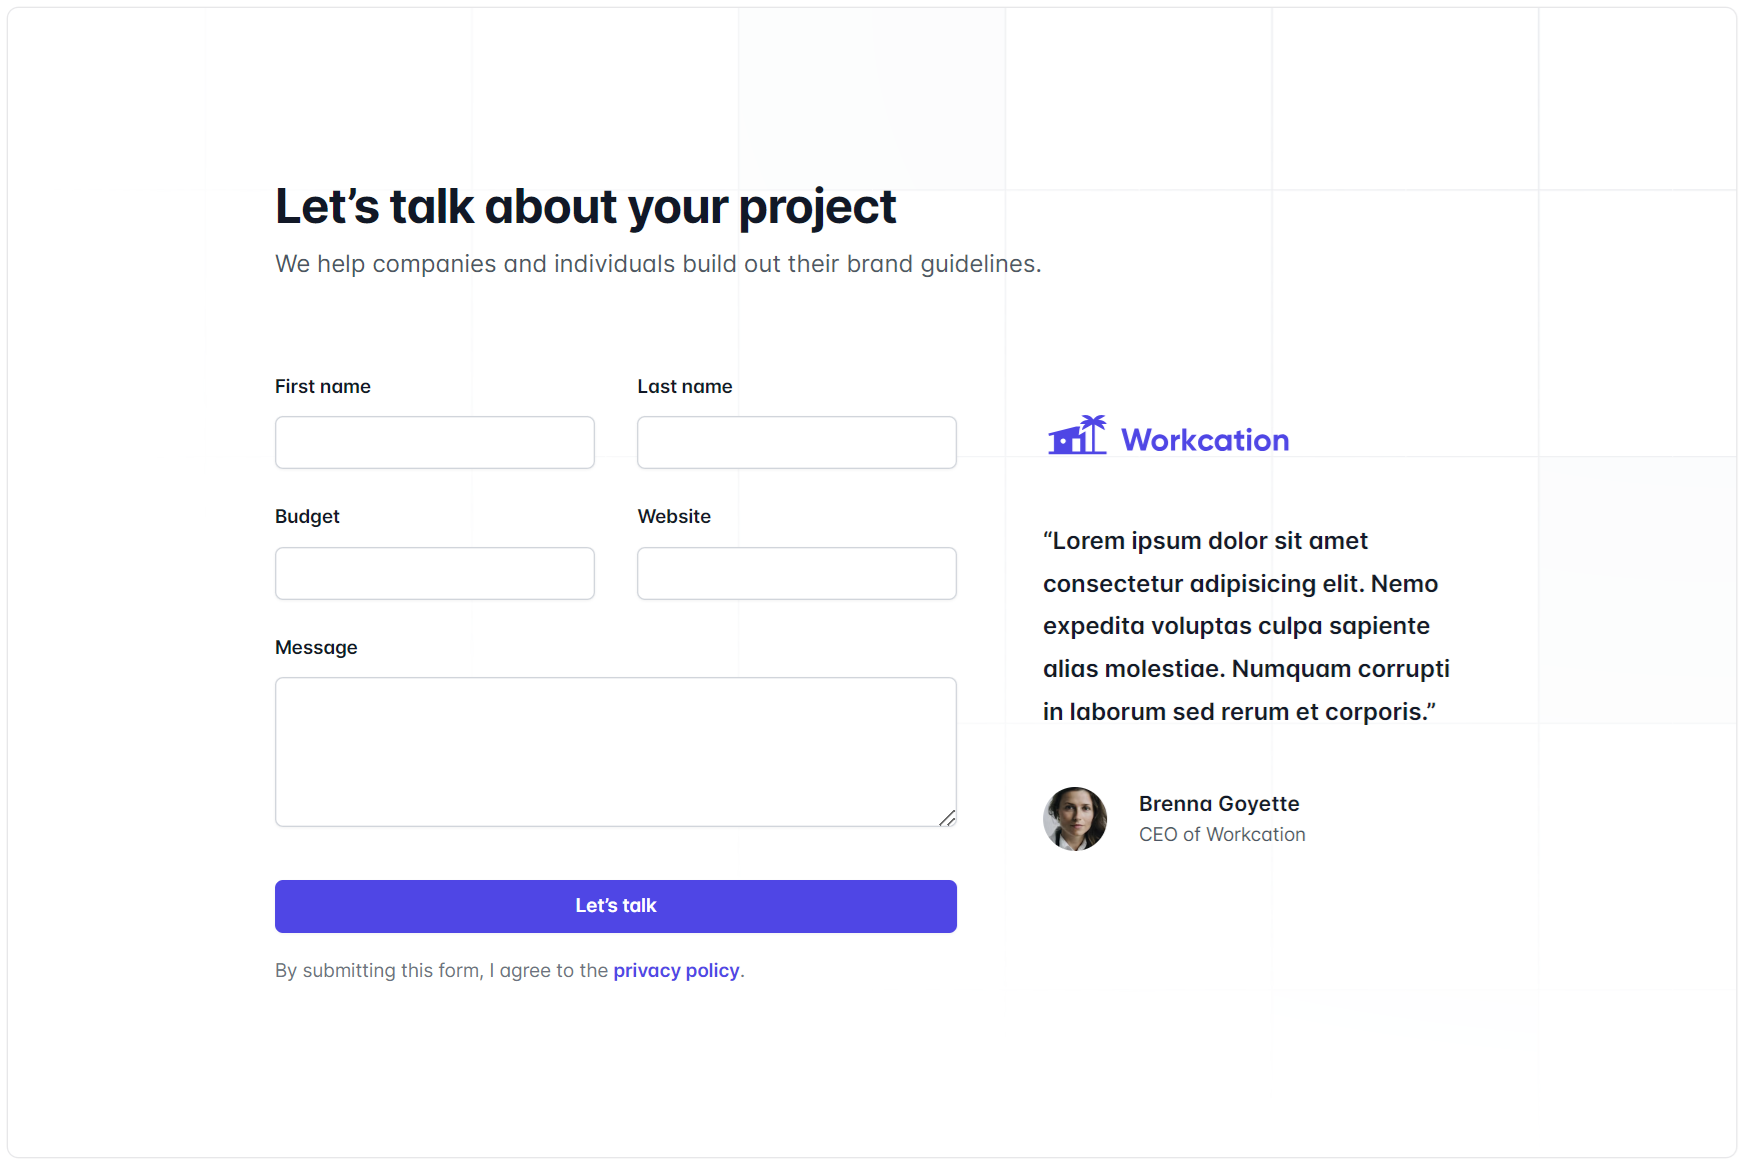 Let’s talk about your project
We help companies and individuals build out their brand guidelines.
First name
Last name
Budget
Website
Message
Let’s talk
By submitting this form, I agree to the privacy policy.
Workcation
“Lorem ipsum dolor sit amet
consectetur adipisicing elit. Nemo
expedita voluptas culpa sapiente
alias molestiae. Numquam corrupti
in laborum sed rerum et corporis.”
Brenna Goyette
CEO of Workcation